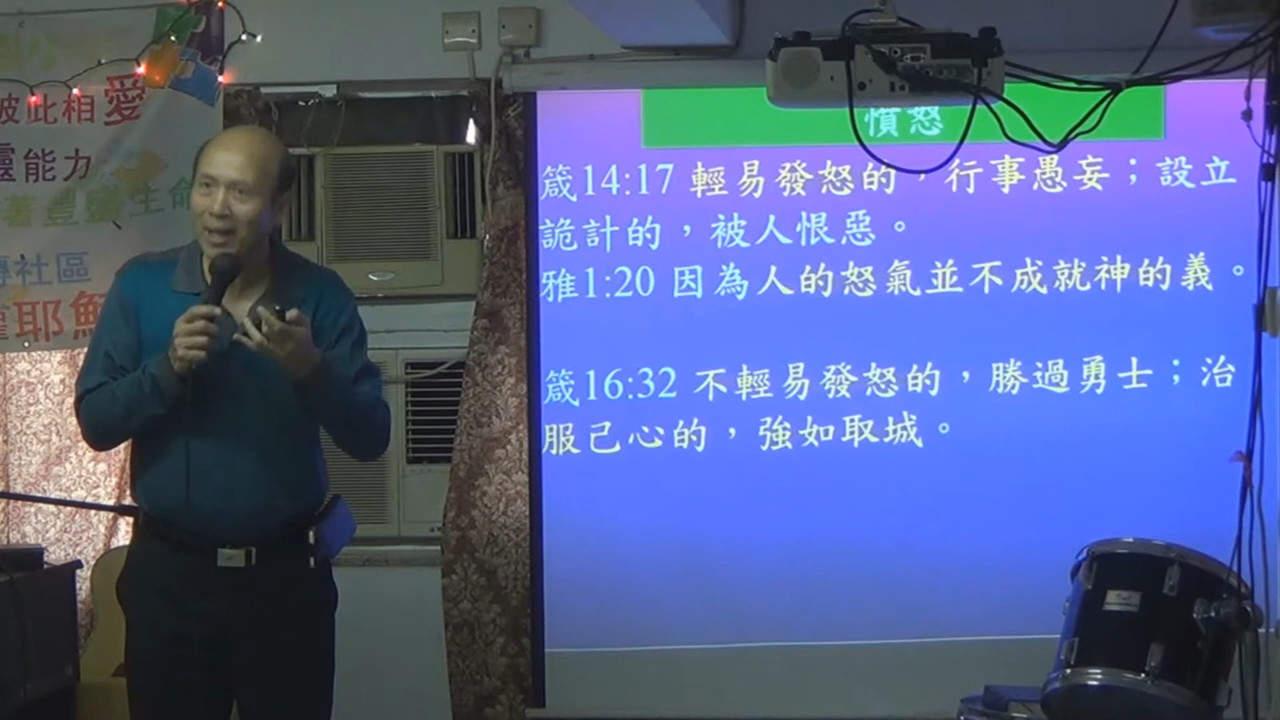 彼此相愛
靈能力
著豐盛生命
傳社區
耶穌
憤怒
箴14:17 輕易發怒的，行事愚妄；設立
詭計的，被人恨惡。
雅1:20 因為人的怒氣並不成就神的義。
箴16:32 不輕易發怒的，勝過勇士；治
服己心的，強如取城。